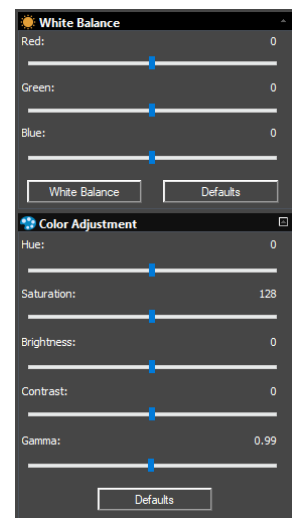 White Balance
Red: 0
Green: 0
Blue: 0
White Balance Defaults
Color Adjustment
Hue: 0
Saturation: 128
Brightness: 0
Contrast: 0
Gamma: 0.99
Defaults